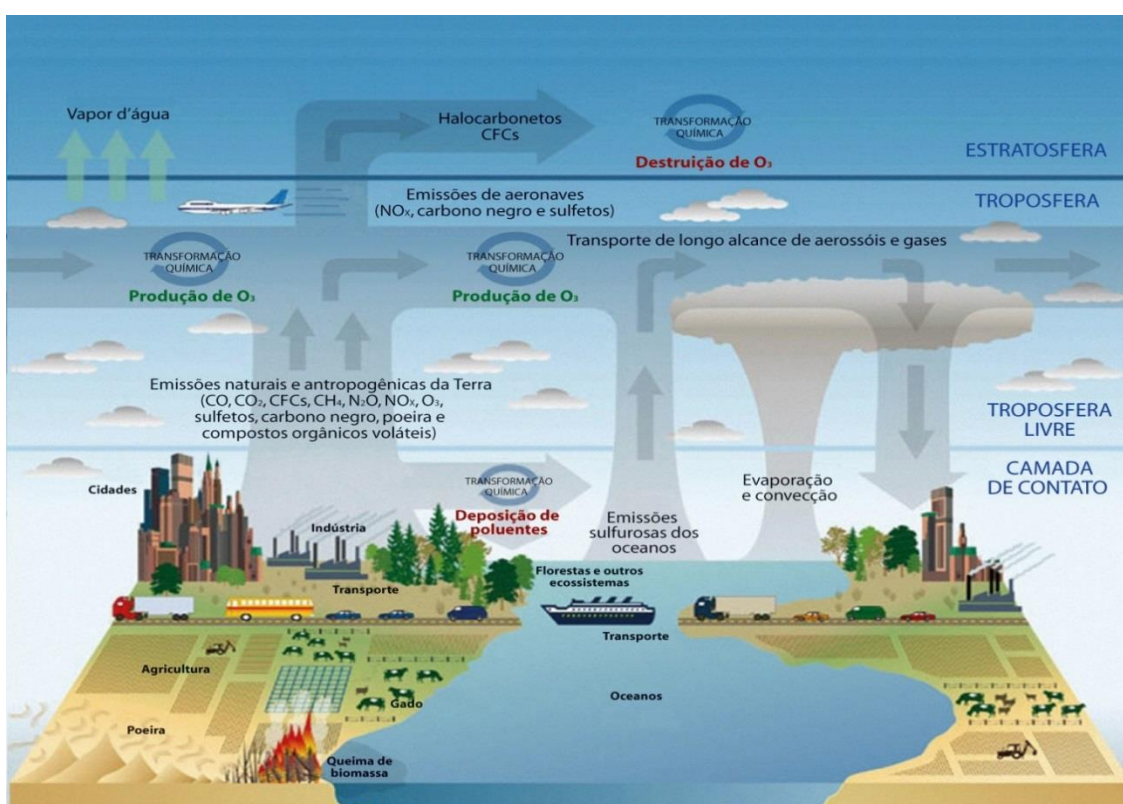 Vapor d'água
Halocarbonetos
CFCs
TRANSFORMAÇÃO
QUÍMICA
Destruição de O₃
ESTRATOSFERA
Emissões de aeronaves
(NOₓ, carbono negro e sulfetos)
TROPOSFERA
Transporte de longo alcance de aerossóis e gases
TRANSFORMAÇÃO
QUÍMICA
Produção de O₃
TRANSFORMAÇÃO
QUÍMICA
Produção de O₃
Emissões naturais e antropogênicas da Terra
(CO, CO₂, CFCs, CH₄, N₂O, NOₓ, O₃,
sulfetos, carbono negro, poeira e
compostos orgânicos voláteis)
TROPOSFERA
LIVRE
CAMADA
DE CONTATO
Cidades
Indústria
TRANSFORMAÇÃO
QUÍMICA
Deposição de
poluentes
Emissões
sulfurosas dos
oceanos
Evaporação
e convecção
Florestas e outros
ecossistemas
Transporte
Transporte
Agricultura
Gado
Oceanos
Poeira
Queima de
biomassa